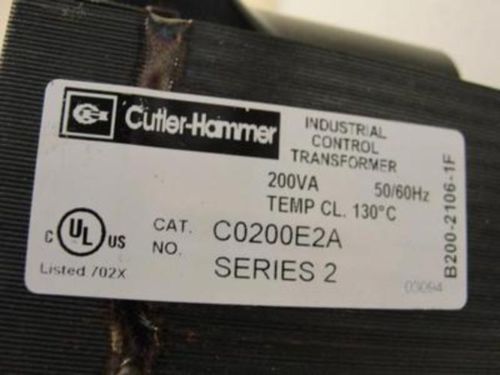 Cutler-Hammer
INDUSTRIAL
CONTROL
TRANSFORMER
200VA 50/60Hz
TEMP CL. 130°C
C UL US
Listed 702X
CAT. NO. C0200E2A
SERIES 2
03094
B200-2106-1F